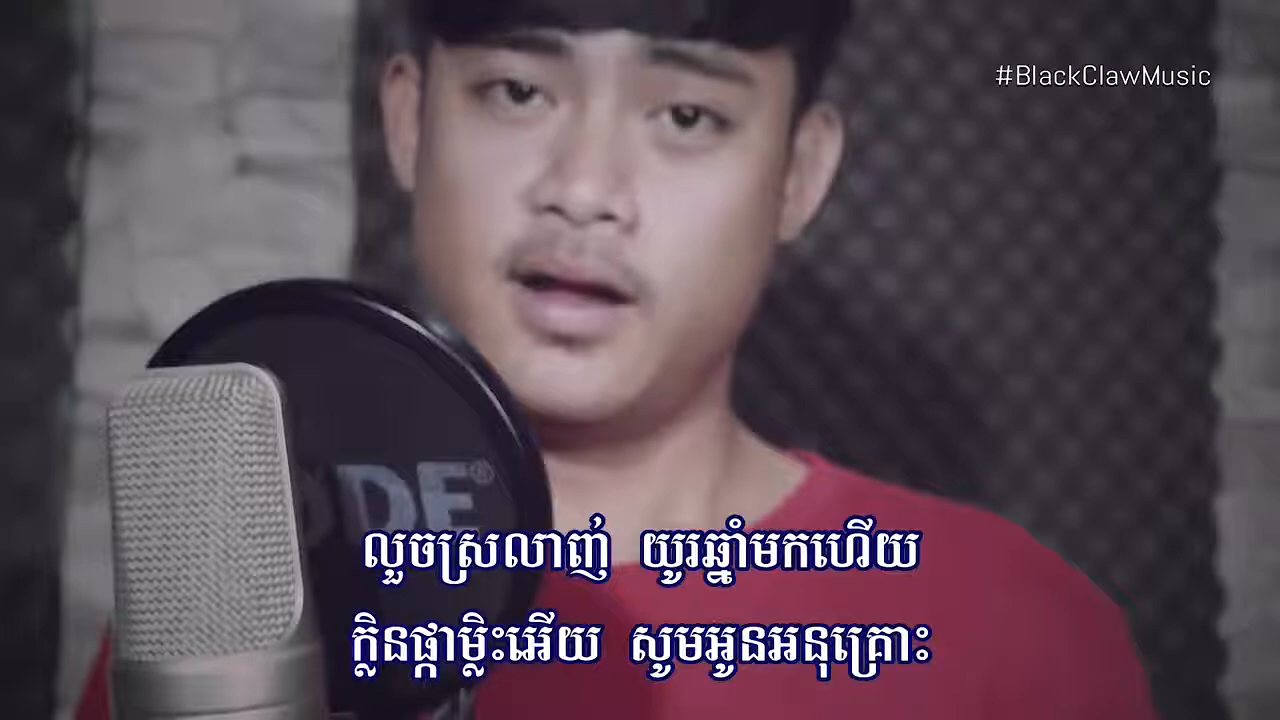 #BlackClawMusic
DE®
លួចស្រលាញ់ យូរឆ្នាំមកហើយ
ក្លិនផ្កាម្លិះអើយ សូមអូនអនុគ្រោះ